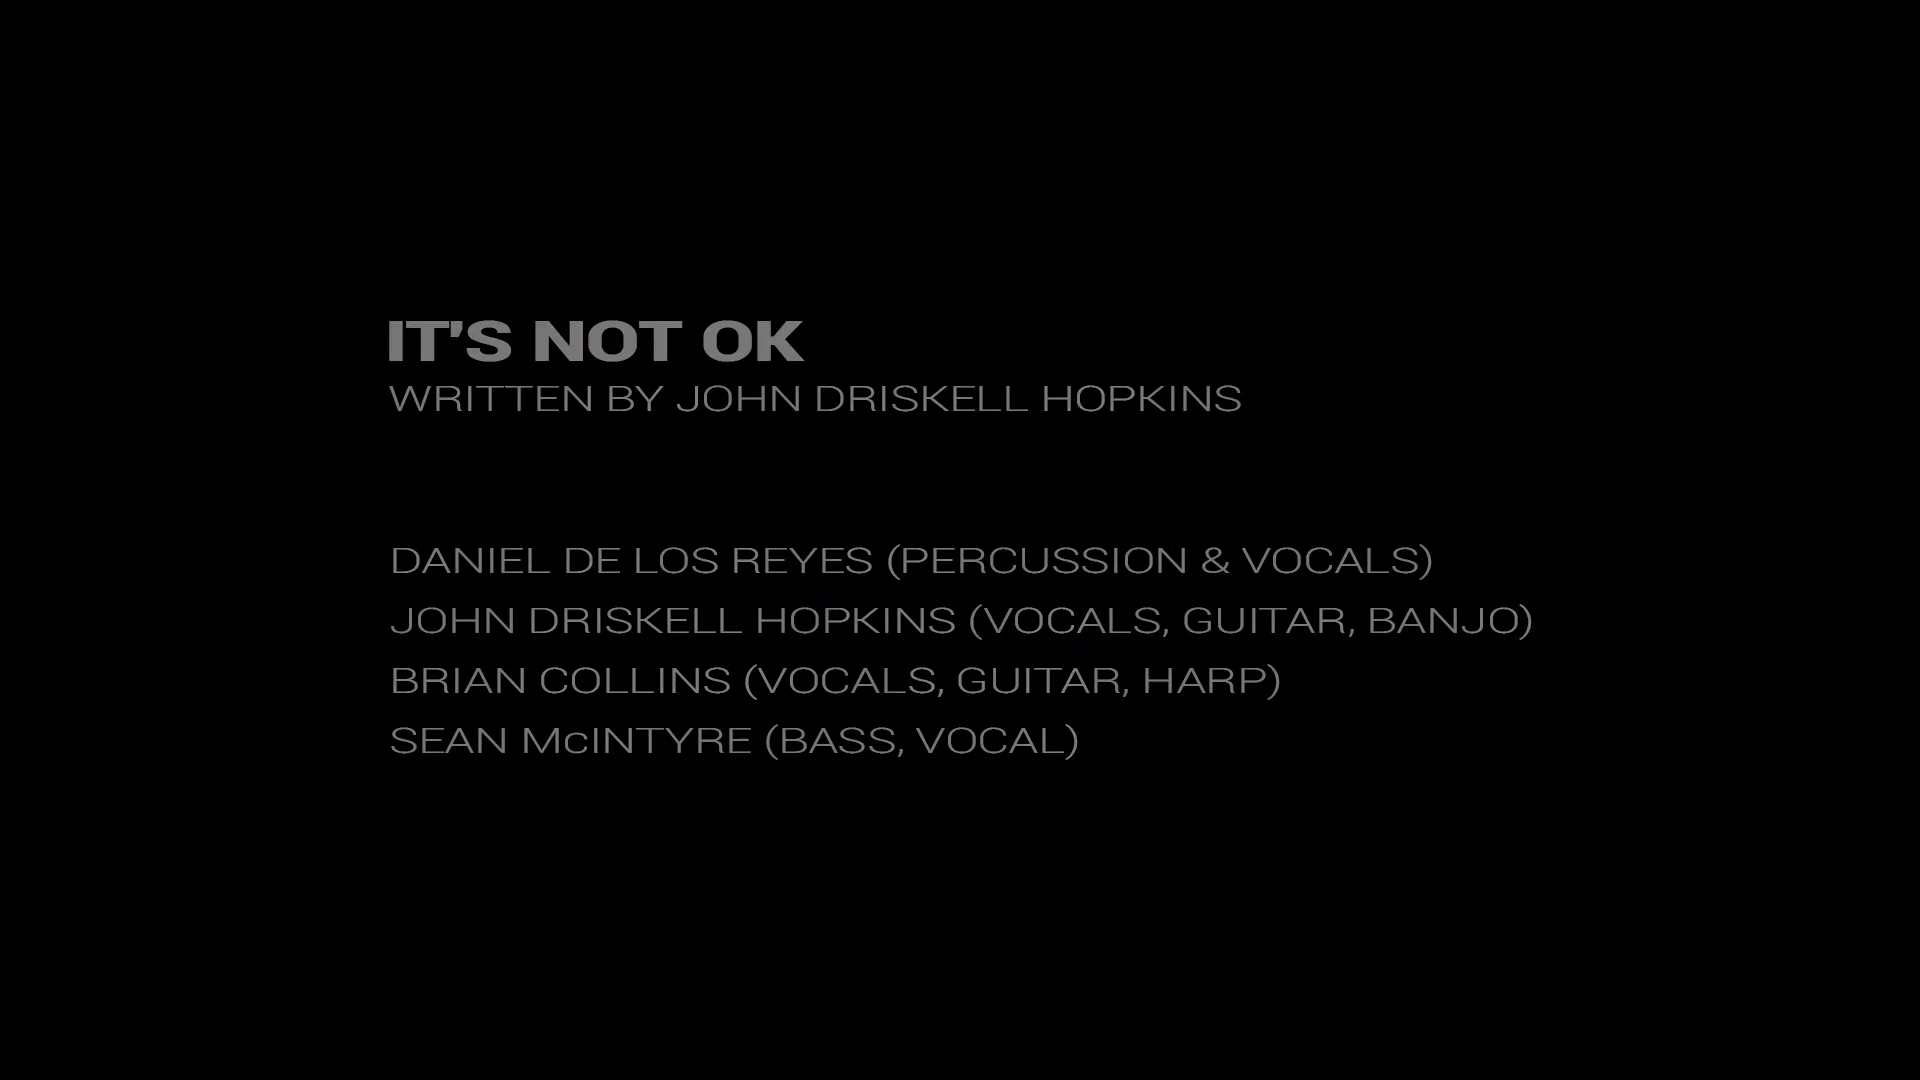 IT'S NOT OK
WRITTEN BY JOHN DRISKELL HOPKINS
DANIEL DE LOS REYES (PERCUSSION & VOCALS)
JOHN DRISKELL HOPKINS (VOCALS, GUITAR, BANJO)
BRIAN COLLINS (VOCALS, GUITAR, HARP)
SEAN McINTYRE (BASS, VOCAL)